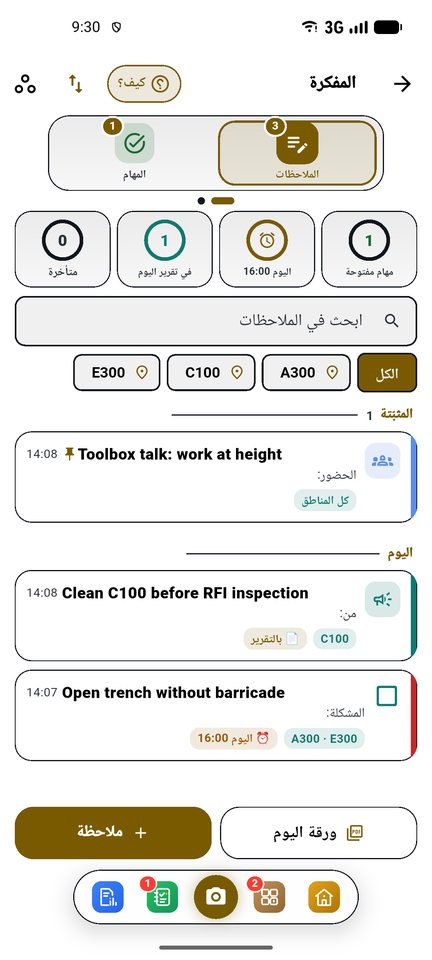 9:30
3G
المفكرة
كيف؟
3
الملاحظات
1
المهام
1
مهام مفتوحة
اليوم 16:00
1
في تقرير اليوم
0
متأخرة
ابحث في الملاحظات
الكل
A300
C100
E300
المثبّتة 1
Toolbox talk: work at height
14:08
الحضور:
كل المناطق
اليوم
Clean C100 before RFI inspection
14:08
من:
C100
بالتقرير
Open trench without barricade
14:07
المشكلة:
A300 · E300
اليوم 16:00
PDF ورقة اليوم
+ ملاحظة
2
1